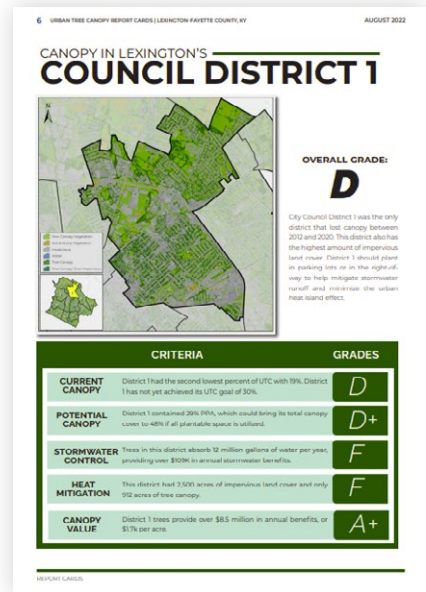 6 URBAN TREE CANOPY REPORT CARDS | LEXINGTON-FAYETTE COUNTY, KY AUGUST 2022
CANOPY IN LEXINGTON'S
COUNCIL DISTRICT 1
N
OVERALL GRADE:
D
City Council District 1 was the only
district that lost canopy between
2012 and 2020. This district also has
the highest amount of impervious
land cover. District 1 should plant
in parking lots or in the right-of-
way to help mitigate stormwater
runoff and minimize the urban
heat island effect.
CRITERIA GRADES
CURRENT CANOPY
District 1 had the second lowest percent of UTC with 19%. District
1 has not yet achieved its UTC goal of 30%.
D
POTENTIAL CANOPY
District 1 contained 29% PPA, which could bring its total canopy
cover to 48% if all plantable space is utilized.
D+
STORMWATER CONTROL
Trees in this district absorb 12 million gallons of water per year,
providing over $109K in annual stormwater benefits.
F
HEAT MITIGATION
This district had 2,500 acres of impervious land cover and only
912 acres of tree canopy.
F
CANOPY VALUE
District 1 trees provide over $8.5 million in annual benefits, or
$1.7k per acre.
A+
REPORT CARDS